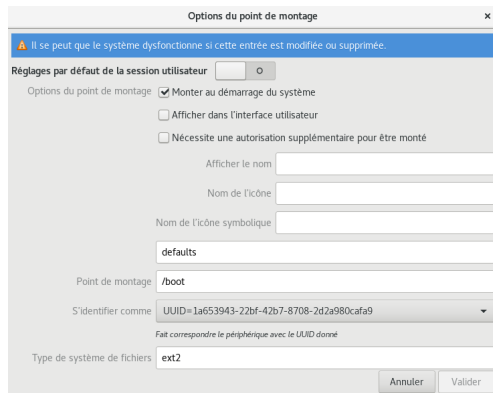 Options du point de montage ×
Il se peut que le système dysfonctionne si cette entrée est modifiée ou supprimée.
Réglages par défaut de la session utilisateur O
Options du point de montage Monter au démarrage du système
Afficher dans l'interface utilisateur
Nécessite une autorisation supplémentaire pour être monté
Afficher le nom
Nom de l'icône
Nom de l'icône symbolique
defaults
Point de montage /boot
S'identifier comme UUID=1a653943-22bf-42b7-8708-2d2a980cafa9
Fait correspondre le périphérique avec le UUID donné
Type de système de fichiers ext2
Annuler Valider